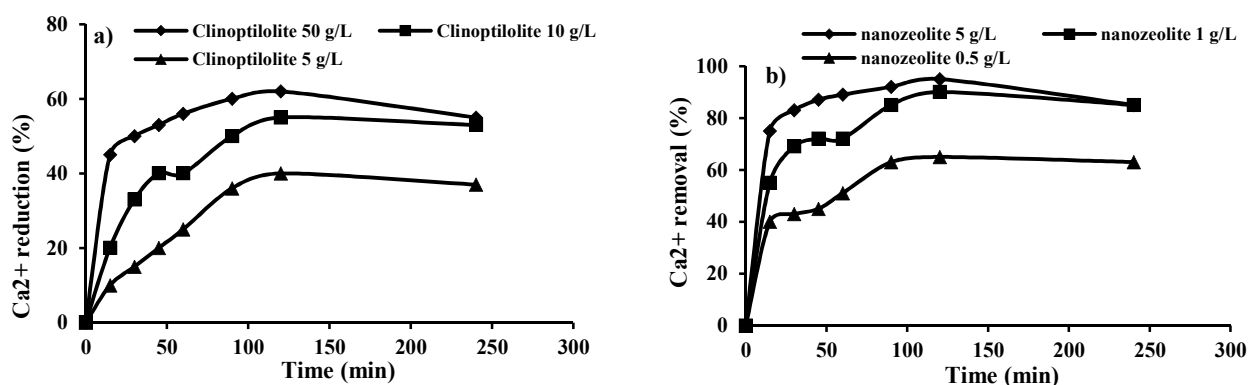 a)
Clinoptilolite 50 g/L
Clinoptilolite 10 g/L
Clinoptilolite 5 g/L
Ca2+ reduction (%)
80
60
40
20
0
0 50 100 150 200 250 300
Time (min)
b)
nanozeolite 5 g/L
nanozeolite 1 g/L
nanozeolite 0.5 g/L
Ca2+ removal (%)
100
80
60
40
20
0
0 50 100 150 200 250 300
Time (min)